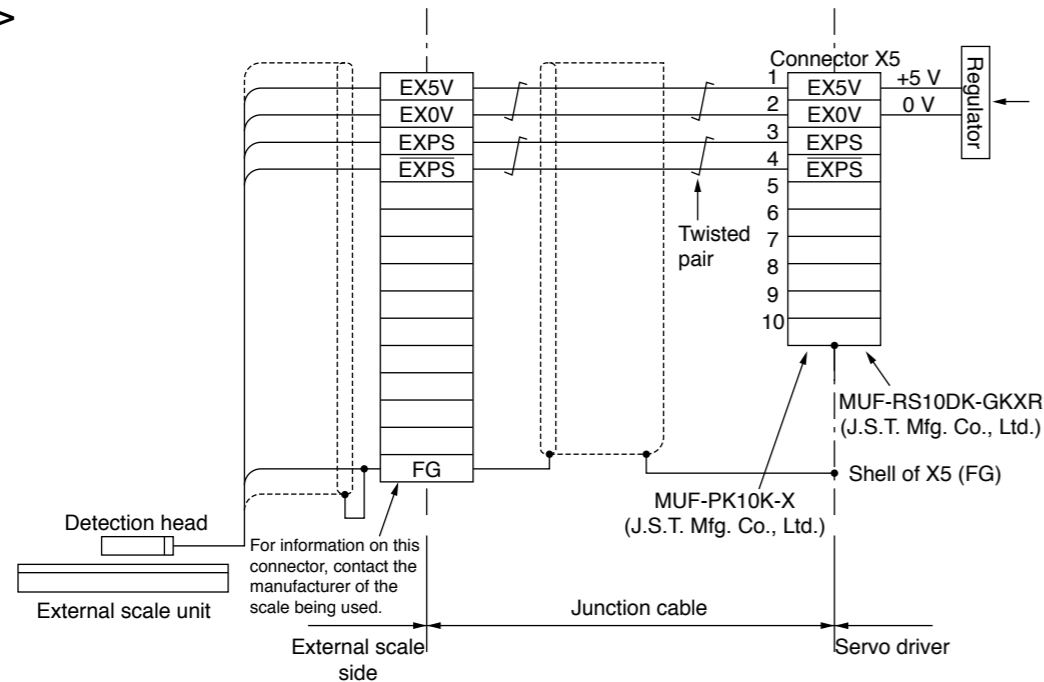 >
Connector X5
1
EX5V
EX5V
+5 V
Regulator
2
EX0V
EX0V
0 V
3
EXPS
EXPS
4
EXPS
EXPS
5
6
7
8
9
10
Twisted
pair
MUF-RS10DK-GKXR
(J.S.T. Mfg. Co., Ltd.)
FG
Shell of X5 (FG)
MUF-PK10K-X
(J.S.T. Mfg. Co., Ltd.)
Detection head
For information on this
connector, contact the
manufacturer of the
scale being used.
External scale unit
Junction cable
External scale
side
Servo driver